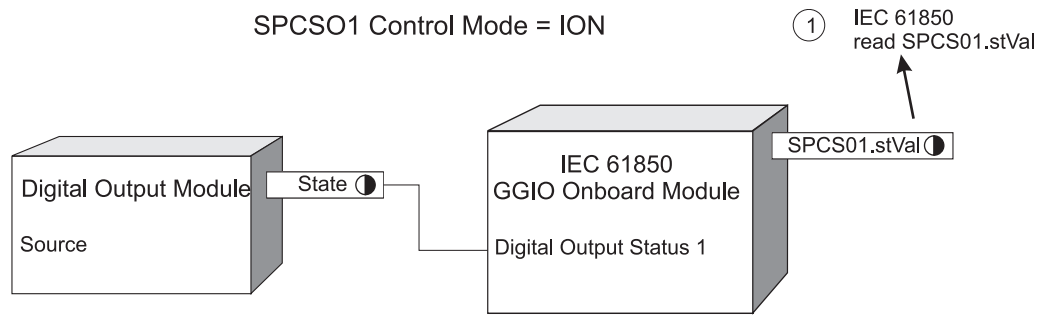 SPCSO1 Control Mode = ION
1
IEC 61850
read SPCS01.stVal
SPCS01.stVal
IEC 61850
GGIO Onboard Module
Digital Output Status 1
Digital Output Module
State
Source